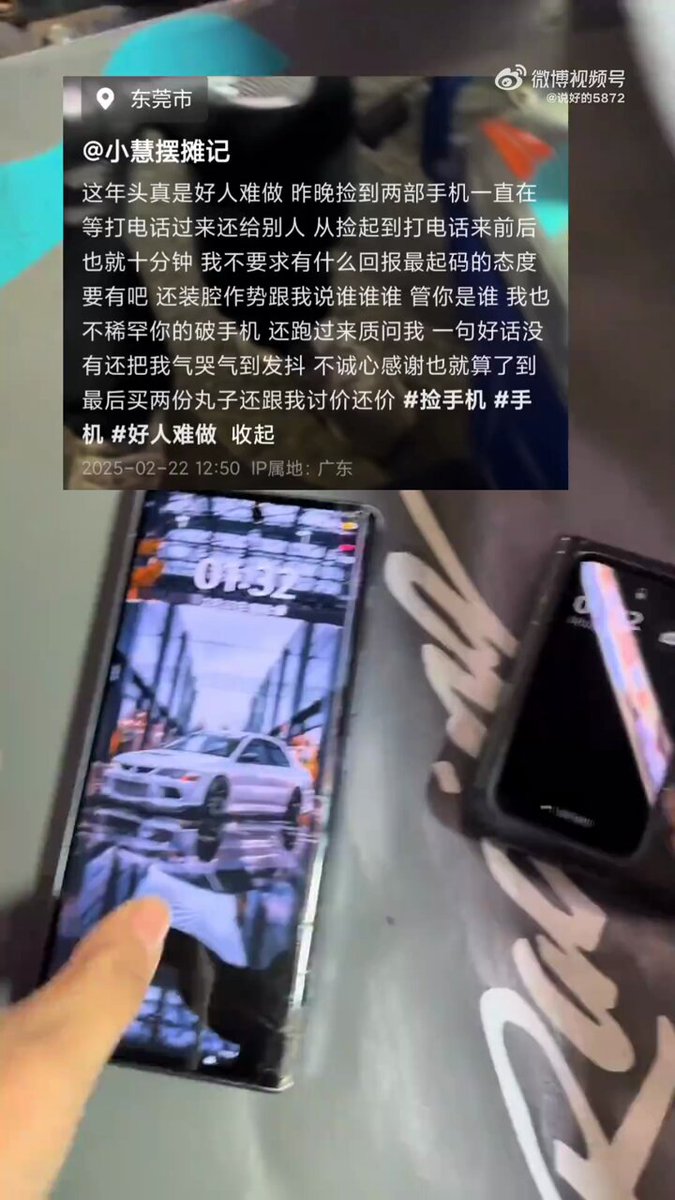 微博视频号
@说好的5872
东莞市
@小慧摆摊记
这年头真是好人难做 昨晚捡到两部手机一直在
等打电话过来还给别人 从捡起到打电话来前后
也就十分钟 我不要求有什么回报最起码的态度
要有吧 还装腔作势跟我说谁谁谁 管你是谁 我也
不稀罕你的破手机 还跑过来质问我 一句好话没
有还把我气哭气到发抖 不诚心感谢也就算了到
最后买两份丸子还跟我讨价还价 #捡手机 #手
机 #好人难做 收起
2025-02-22 12:50 IP属地：广东
01:32